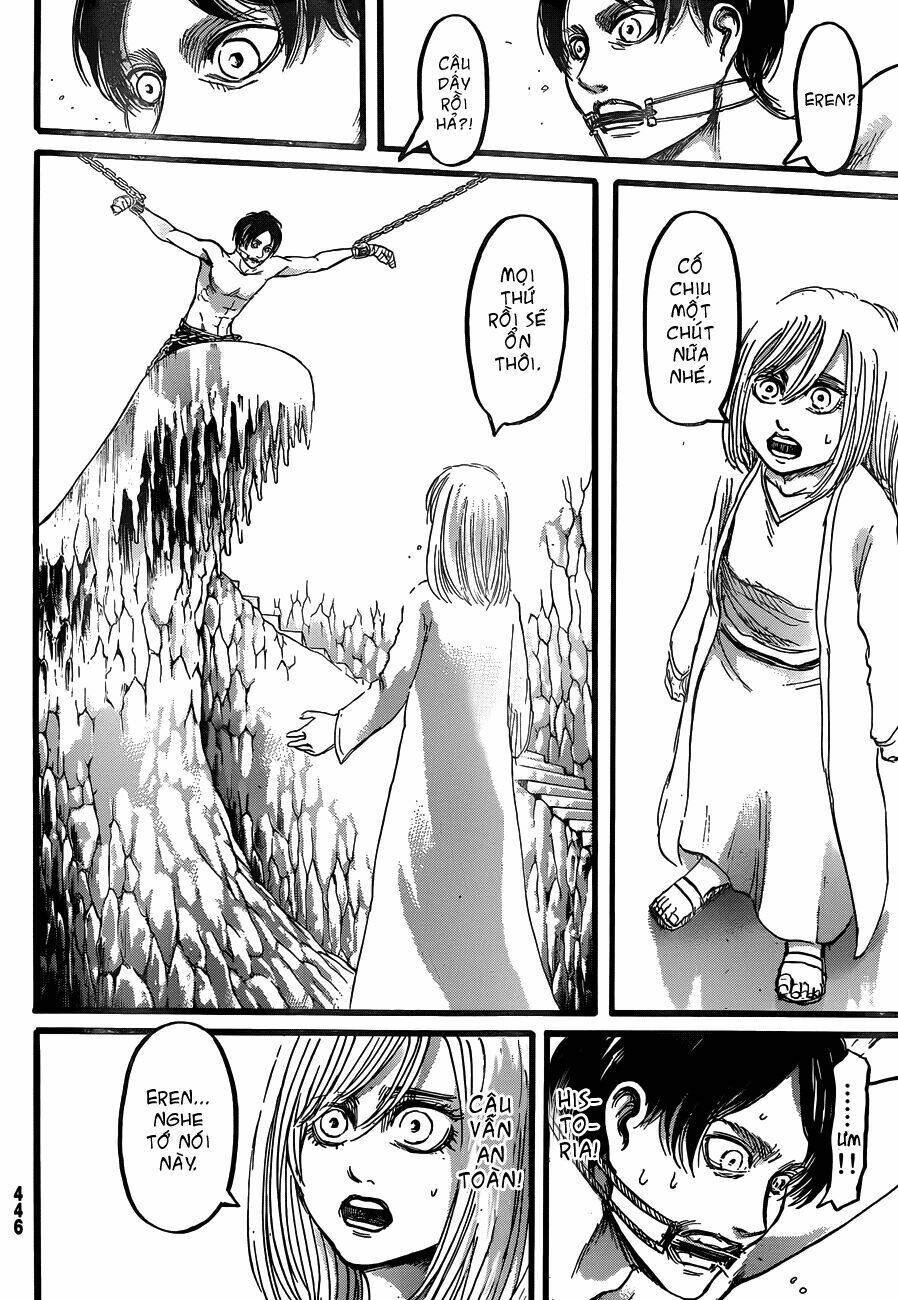 EREN?
CẬU
DẬY
RỒI
HẢ?!
CỐ
CHỊU
MỘT
CHÚT
NỮA
NHÉ.
MỌI
THỨ
RỒI SẼ
ỔN
THÔI.
......ƯM
!!
HIS-
TO-
RIA!
CẬU
VẪN
AN
TOÀN!
EREN...
NGHE
TỚ NÓI
NÀY.
446